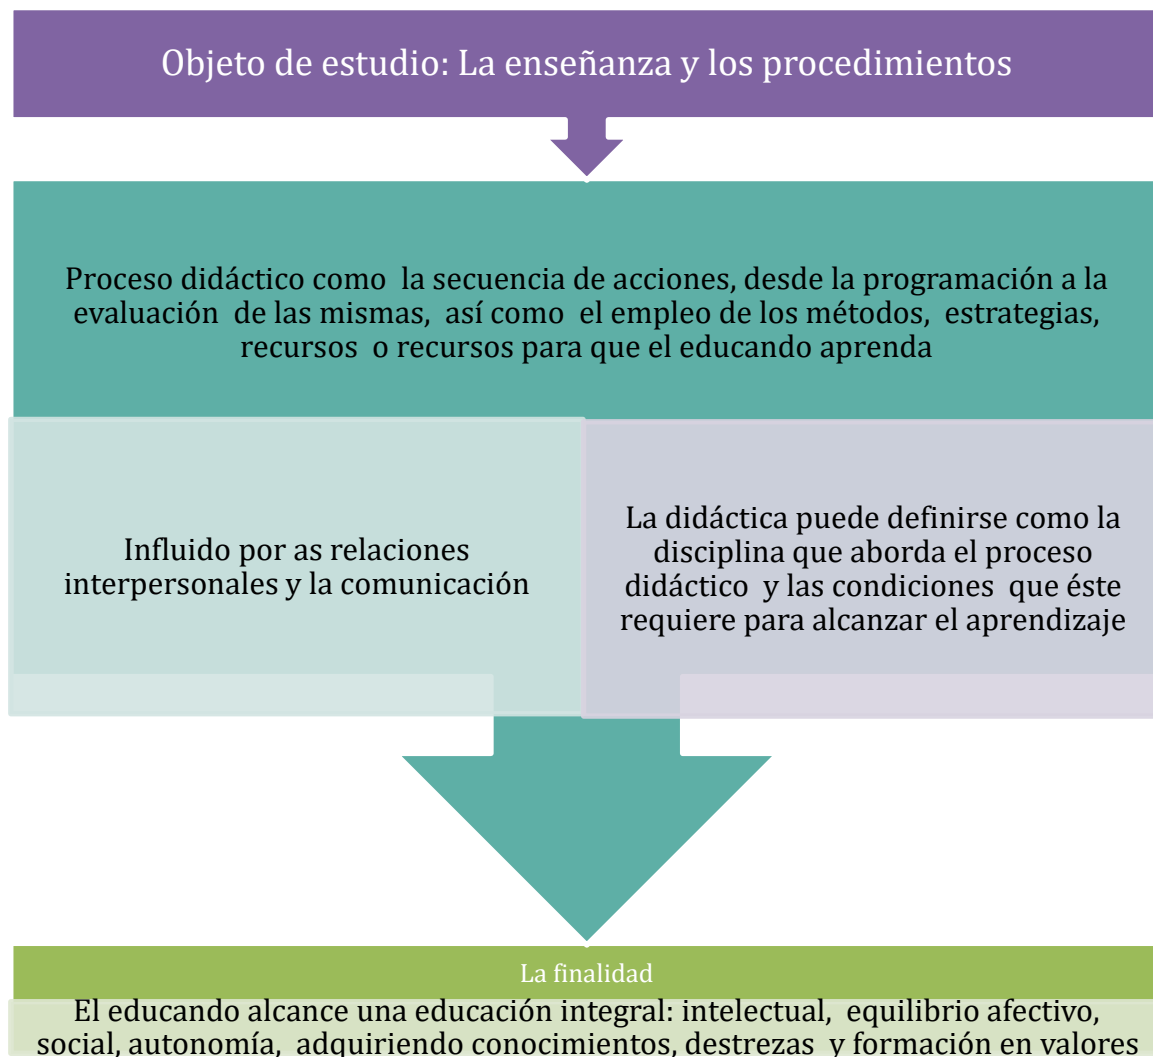 Objeto de estudio: La enseñanza y los procedimientos
Proceso didáctico como la secuencia de acciones, desde la programación a la
evaluación de las mismas, así como el empleo de los métodos, estrategias,
recursos o recursos para que el educando aprenda
Influido por as relaciones
interpersonales y la comunicación
La didáctica puede definirse como la
disciplina que aborda el proceso
didáctico y las condiciones que éste
requiere para alcanzar el aprendizaje
La finalidad
El educando alcance una educación integral: intelectual, equilibrio afectivo,
social, autonomía, adquiriendo conocimientos, destrezas y formación en valores